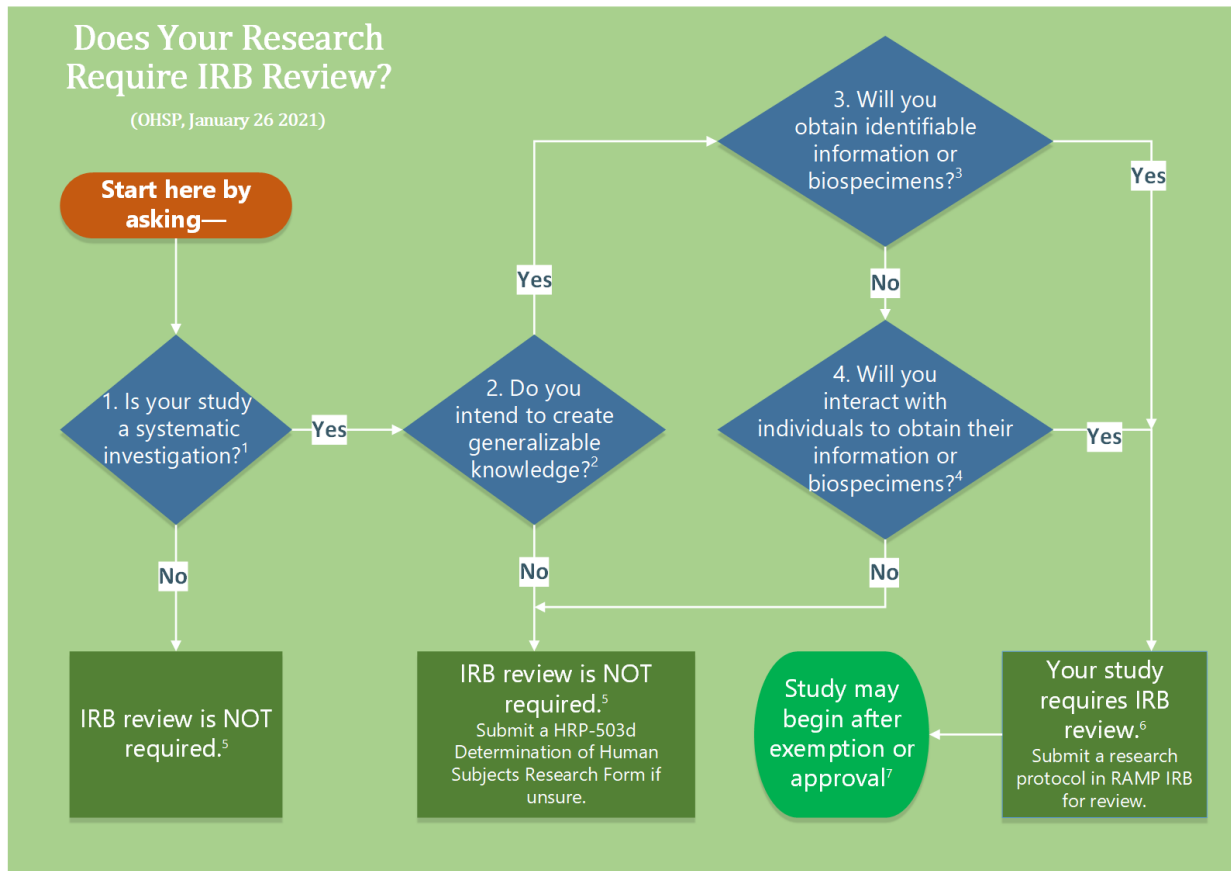 Does Your Research
Require IRB Review?
(OHSP, January 26 2021)
Start here by
asking—
1. Is your study
a systematic
investigation?1
Yes
No
IRB review is NOT
required.5
2. Do you
intend to create
generalizable
knowledge?2
Yes
No
IRB review is NOT
required.5
Submit a HRP-503d
Determination of Human
Subjects Research Form if
unsure.
3. Will you
obtain identifiable
information or
biospecimens?3
Yes
No
4. Will you
interact with
individuals to obtain their
information or
biospecimens?4
Yes
No
Your study
requires IRB
review.6
Submit a research
protocol in RAMP IRB
for review.
Study may
begin after
exemption or
approval7